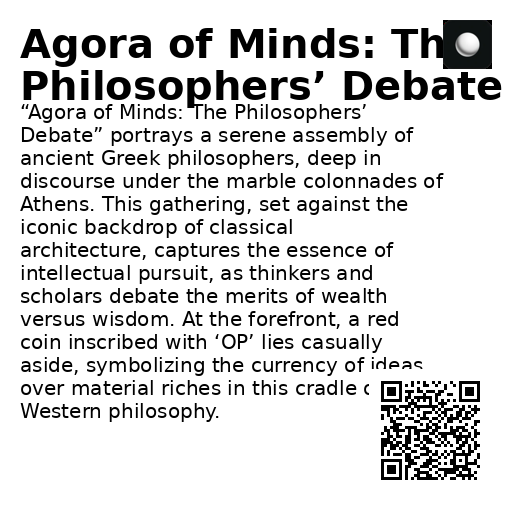 Agora of Minds: Th
Philosophers’ Debate
“Agora of Minds: The Philosophers’
Debate” portrays a serene assembly of
ancient Greek philosophers, deep in
discourse under the marble colonnades of
Athens. This gathering, set against the
iconic backdrop of classical
architecture, captures the essence of
intellectual pursuit, as thinkers and
scholars debate the merits of wealth
versus wisdom. At the forefront, a red
coin inscribed with ‘OP’ lies casually
aside, symbolizing the currency of ideas
over material riches in this cradle
Western philosophy.